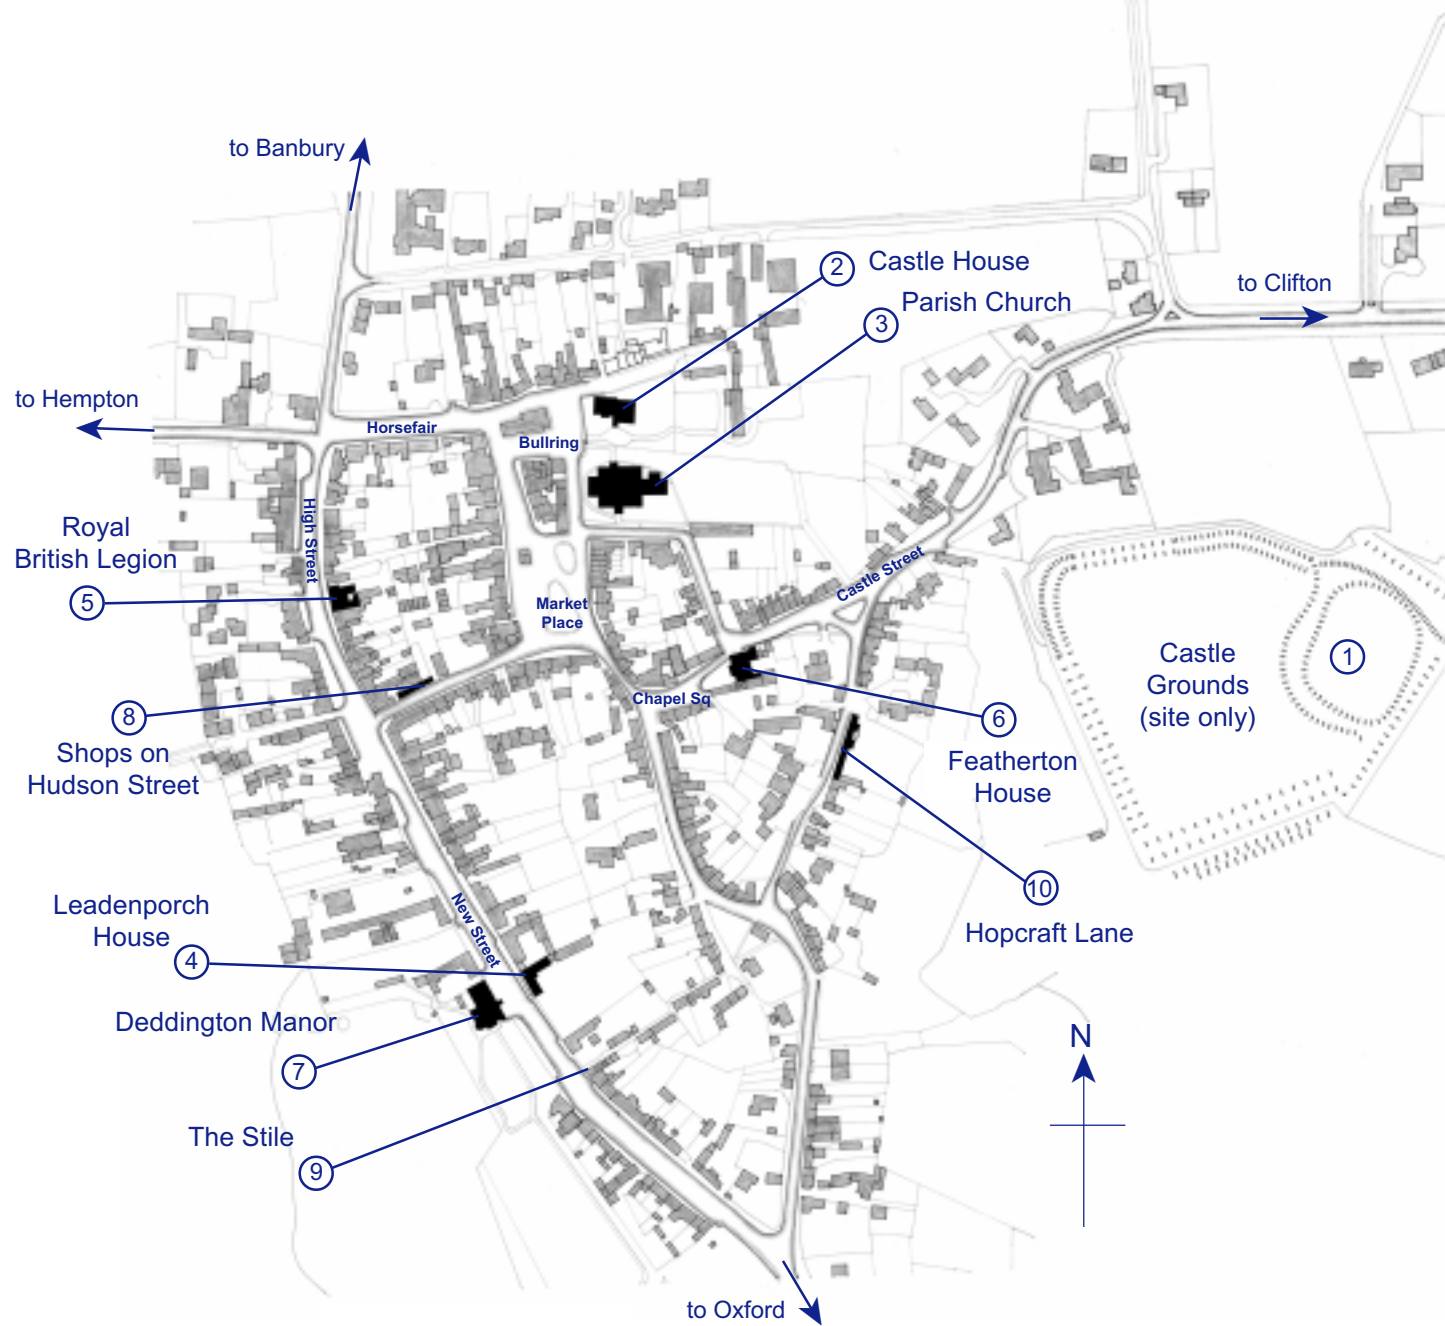 to Banbury
2 Castle House
Parish Church
3
to Clifton
to Hempton
Horsefair
Bullring
High Street
Royal
British Legion
5
Castle Street
Market
Place
Castle
Grounds
(site only)
1
Chapel Sq
8
Shops on
Hudson Street
6
Featherton
House
10
Hopcraft Lane
Leadenporch
House
4
New Street
Deddington Manor
7
N
The Stile
9
to Oxford